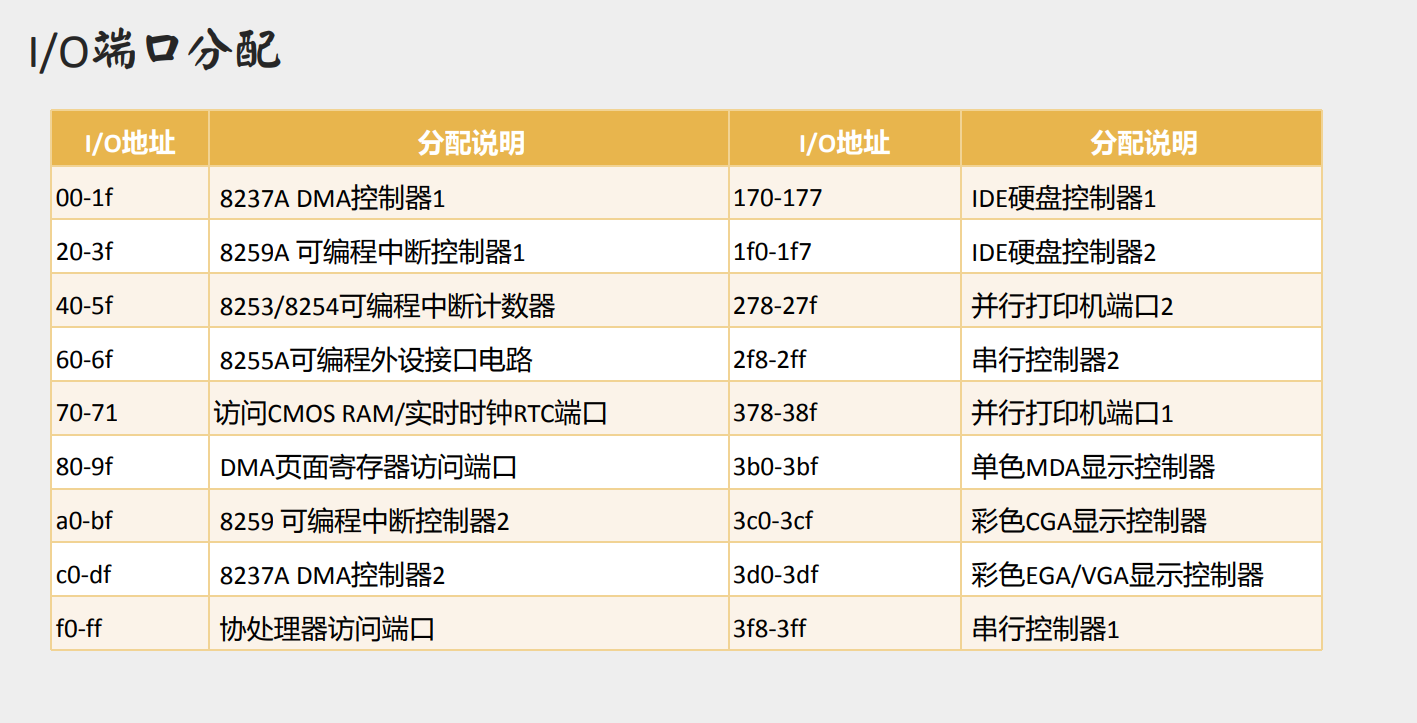 I/O端口分配
I/O地址 分配说明 I/O地址 分配说明
00-1f 8237A DMA控制器1 170-177 IDE硬盘控制器1
20-3f 8259A 可编程中断控制器1 1f0-1f7 IDE硬盘控制器2
40-5f 8253/8254可编程中断计数器 278-27f 并行打印机端口2
60-6f 8255A可编程外设接口电路 2f8-2ff 串行控制器2
70-71 访问CMOS RAM/实时时钟RTC端口 378-38f 并行打印机端口1
80-9f DMA页面寄存器访问端口 3b0-3bf 单色MDA显示控制器
a0-bf 8259 可编程中断控制器2 3c0-3cf 彩色CGA显示控制器
c0-df 8237A DMA控制器2 3d0-3df 彩色EGA/VGA显示控制器
f0-ff 协处理器访问端口 3f8-3ff 串行控制器1